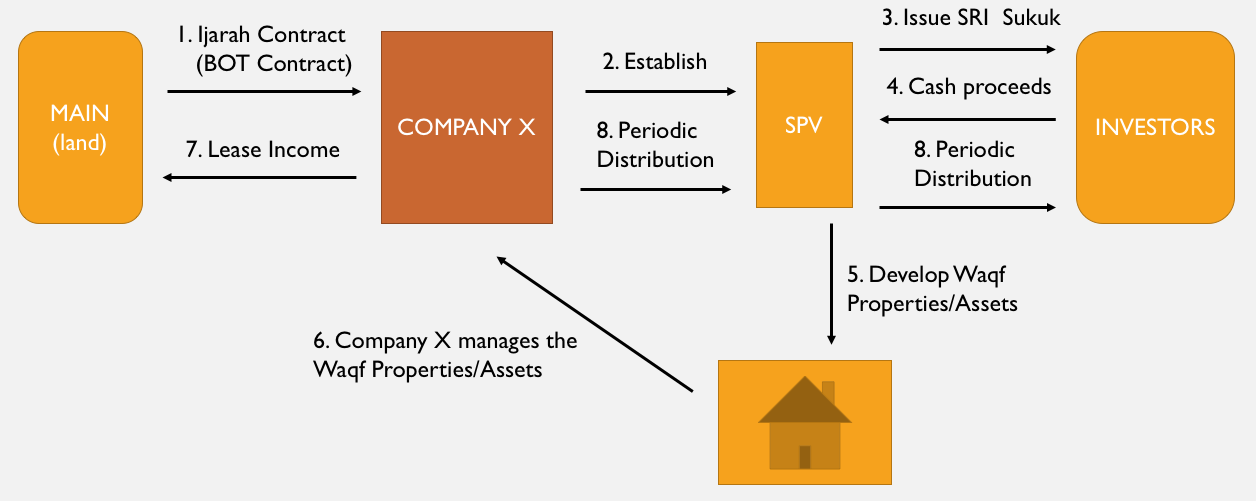 MAIN
(land)
1. Ijarah Contract
(BOT Contract)
7. Lease Income
COMPANY X
2. Establish
8. Periodic
Distribution
SPV
3. Issue SRI  Sukuk
4. Cash proceeds
8. Periodic
Distribution
INVESTORS
5. Develop Waqf
Properties/Assets
6. Company X manages the
Waqf Properties/Assets